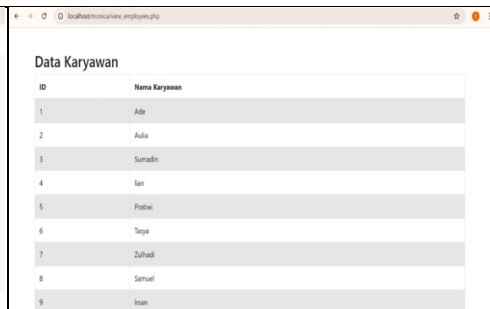 localhost/monica/view_employees.php
Data Karyawan
ID Nama Karyawan
1 Ade
2 Aulia
3 Sumadin
4 lian
5 Pratiwi
6 Tasya
7 Zulhadi
8 Samuel
9 Irsan